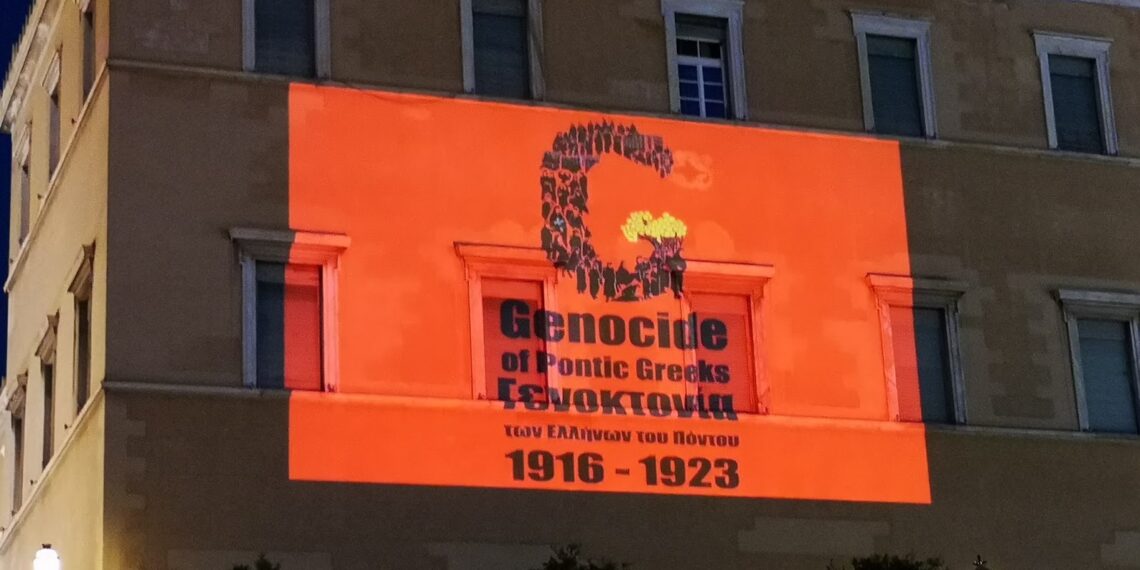 G
Genocide
of Pontic Greeks
Γενοκτονία
των Ελλήνων του Πόντου
1916 - 1923